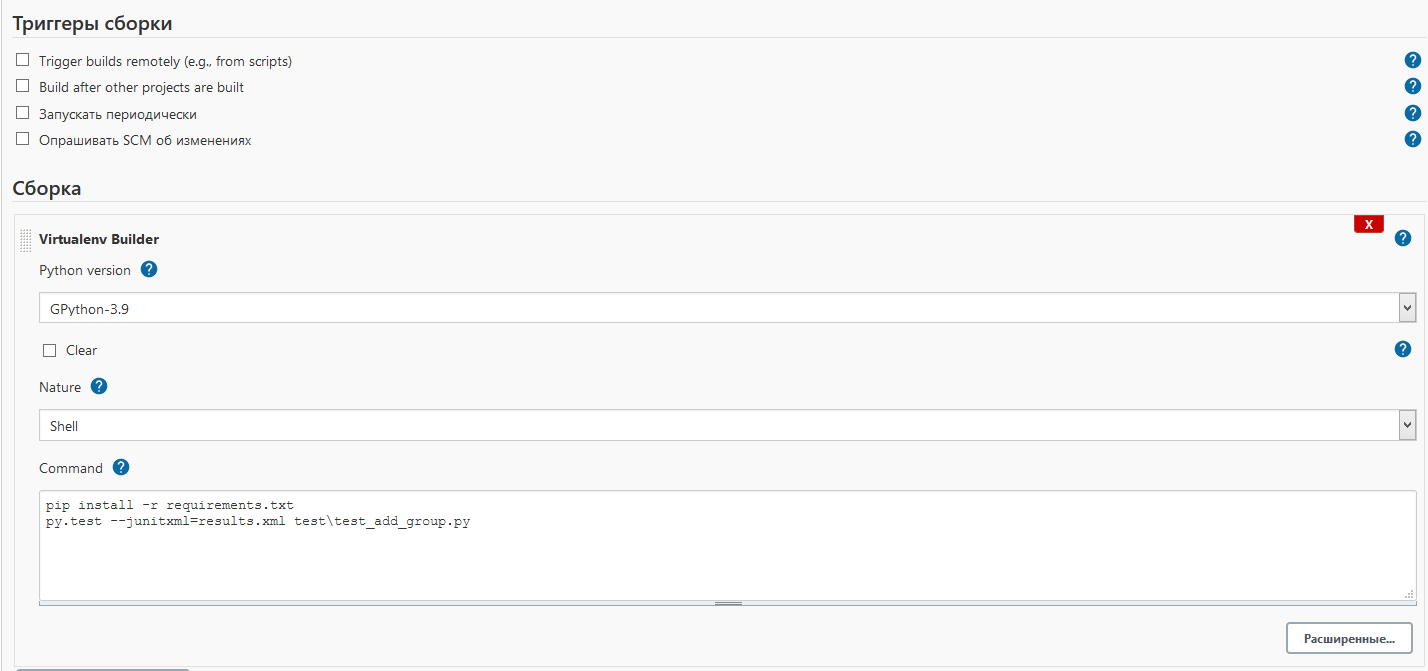 Триггеры сборки
Trigger builds remotely (e.g., from scripts)
?
Build after other projects are built
?
Запускать периодически
?
Опрашивать SCM об изменениях
?
Сборка
X
Virtualenv Builder
?
Python version ?
GPython-3.9
Clear
?
Nature ?
Shell
Command ?
pip install -r requirements.txt
py.test --junitxml=results.xml test\test_add_group.py
Расширенные...